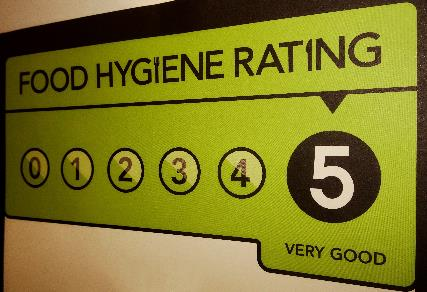 FOOD HYGIENE RATING
0 1 2 3 4 5
VERY GOOD